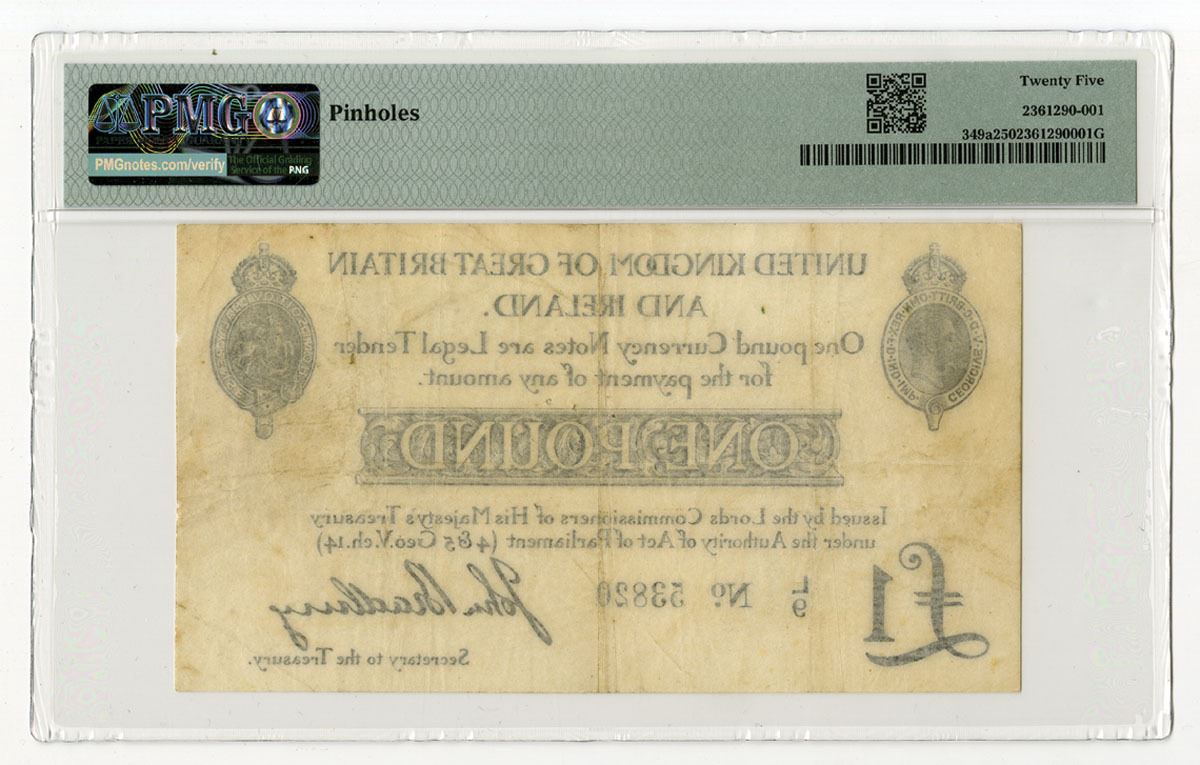 PMG
PMGnotes.com/verify
The Official Grading
Service of the PNG
Pinholes
Twenty Five
2361290-001
349a2502361290001G
UNITED KINGDOM OF GREAT BRITAIN
AND IRELAND.
One pound Currency Notes are Legal Tender
for the payment of any amount.
ONE POUND
Issued by the Lords Commissioners of His Majesty's Treasury
under the Authority of Act of Parliament (4 & 5 Geo.V. ch.14)
£1
L
9
No. 53820
John Bradbury
Secretary to the Treasury.